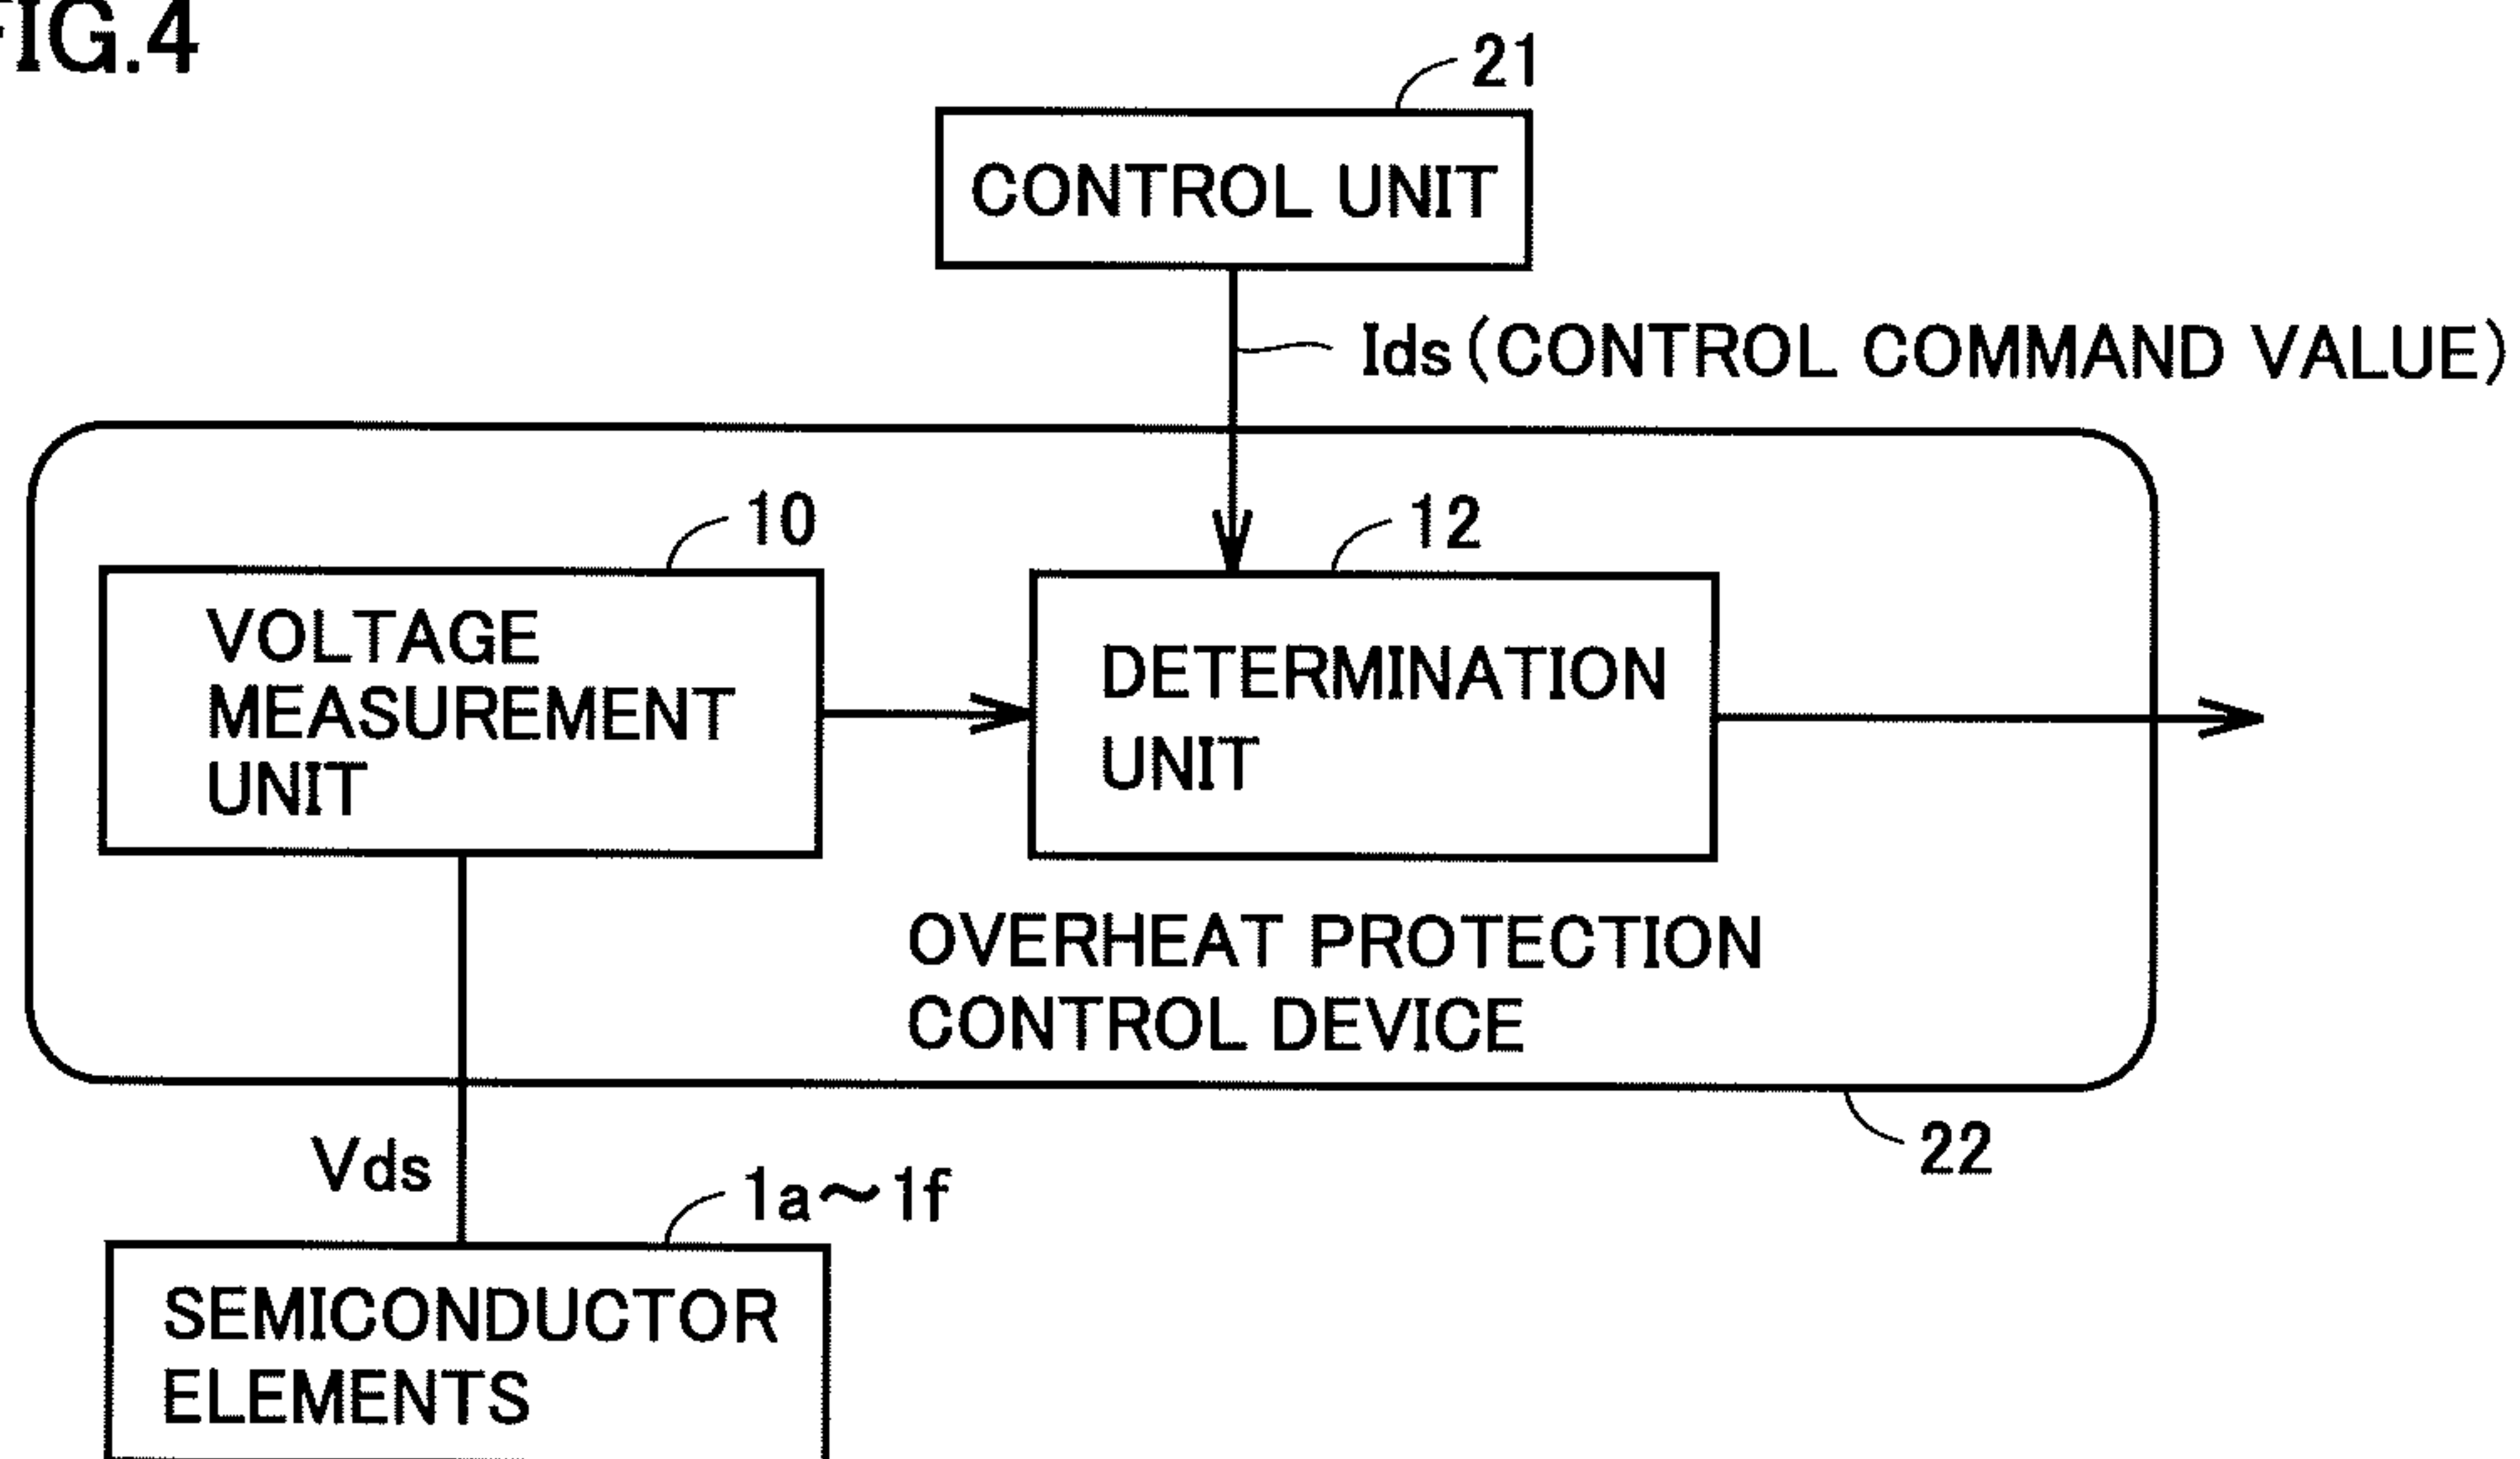 FIG.4
21
CONTROL UNIT
Ids (CONTROL COMMAND VALUE)
10
12
VOLTAGE
MEASUREMENT
UNIT
DETERMINATION
UNIT
OVERHEAT PROTECTION
CONTROL DEVICE
22
Vds
1a~1f
SEMICONDUCTOR
ELEMENTS